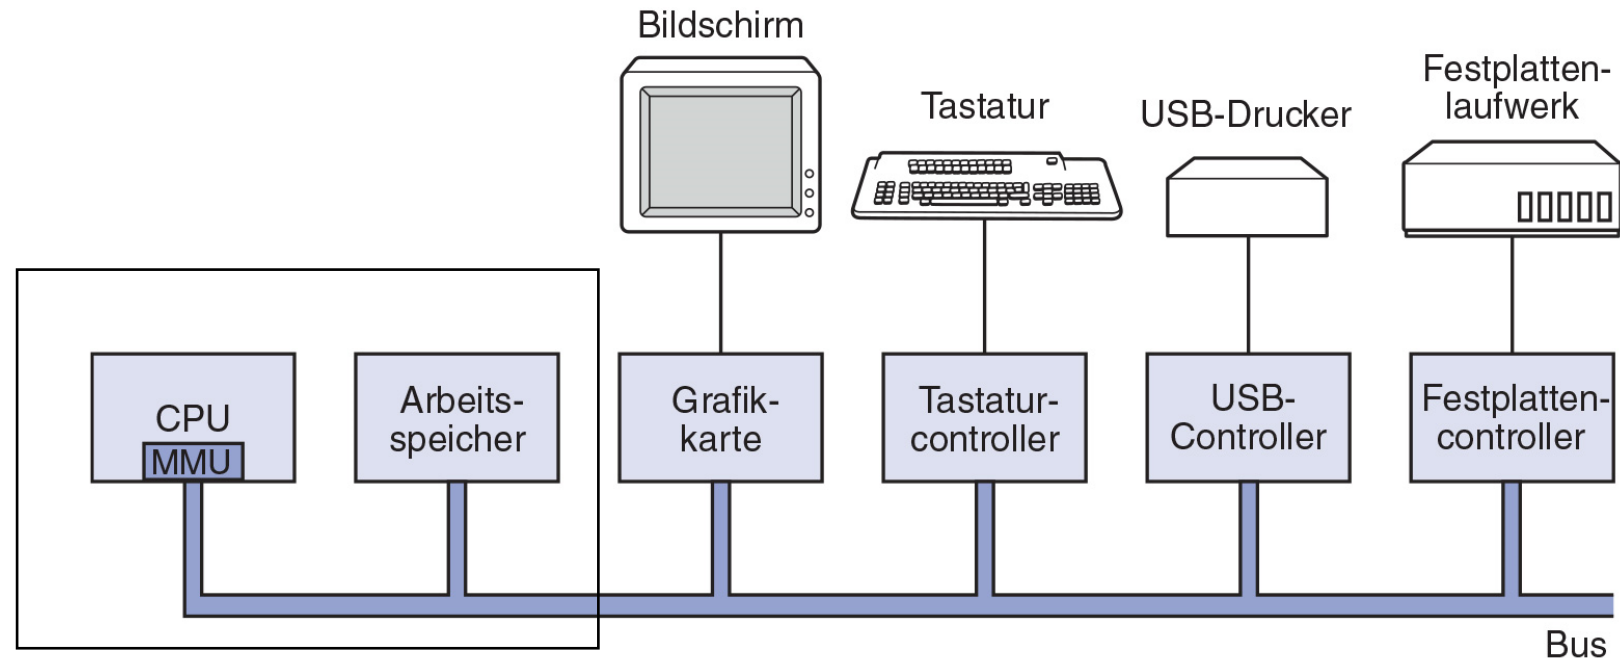 Bildschirm
Tastatur
USB-Drucker
Festplatten-
laufwerk
CPU
MMU
Arbeits-
speicher
Grafik-
karte
Tastatur-
controller
USB-
Controller
Festplatten-
controller
Bus